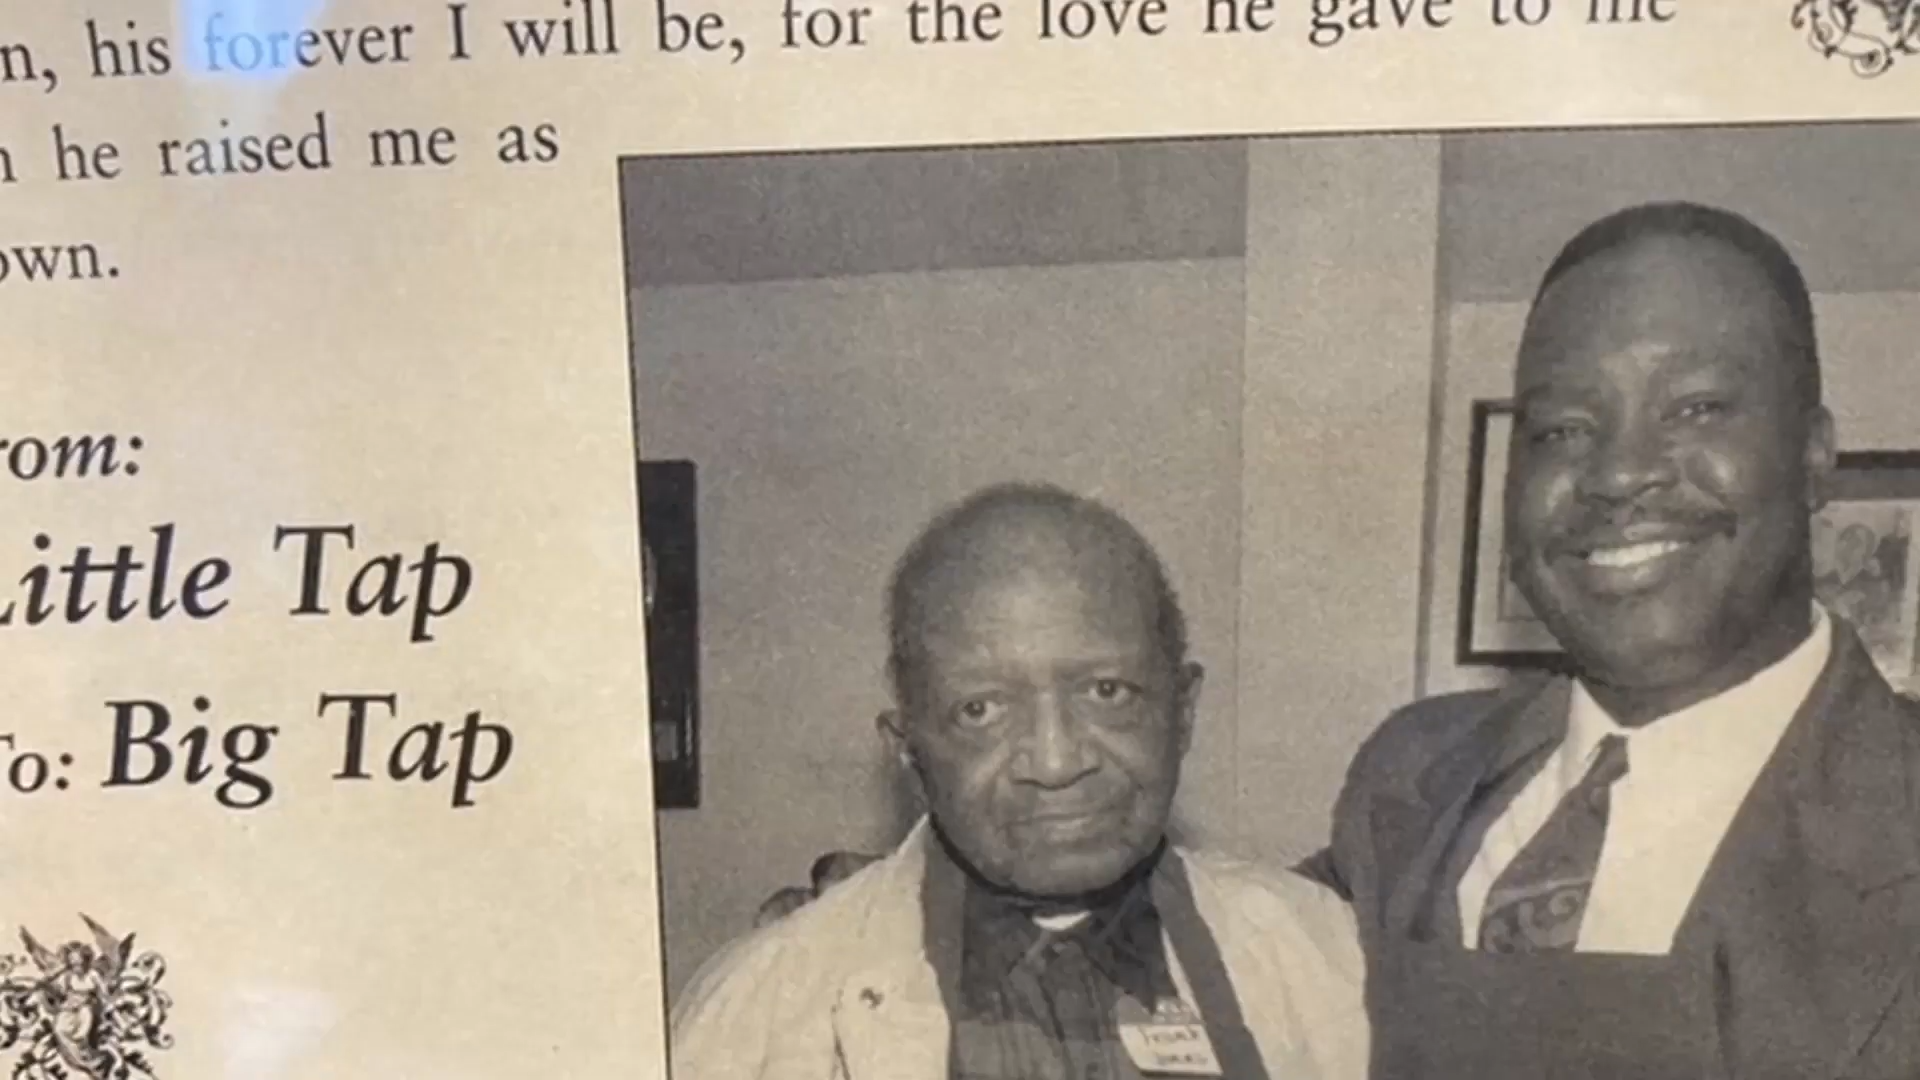 n, his forever I will be, for the love he gave to me
n he raised me as
own.
rom:
Little Tap
To: Big Tap